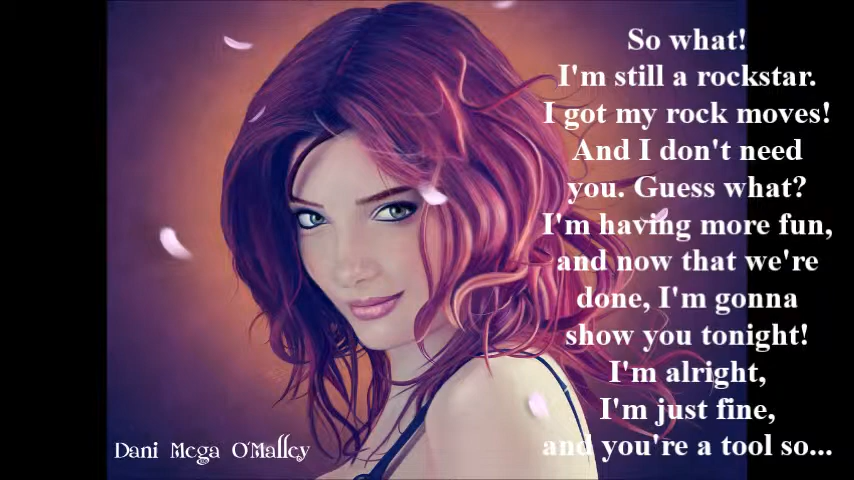 So what!
I'm still a rockstar.
I got my rock moves!
And I don't need
you. Guess what?
I'm having more fun,
and now that we're
done, I'm gonna
show you tonight!
I'm alright,
I'm just fine,
and you're a tool so...
Dani Mega O'Malley